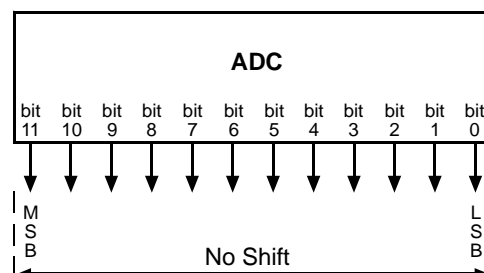 ADC
bit bit bit bit bit bit bit bit bit bit bit bit
11 10 9 8 7 6 5 4 3 2 1 0
M L
S S
B B
No Shift